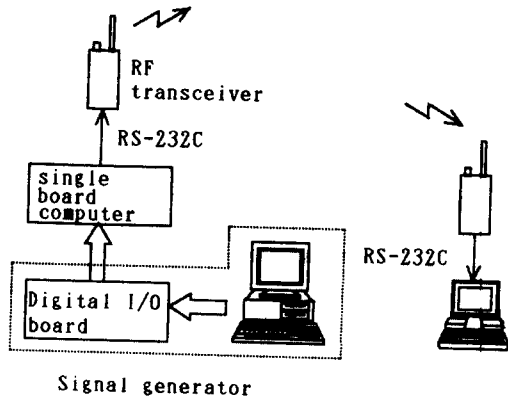 RF
transceiver
RS-232C
single
board
computer
RS-232C
Digital I/O
board
Signal generator